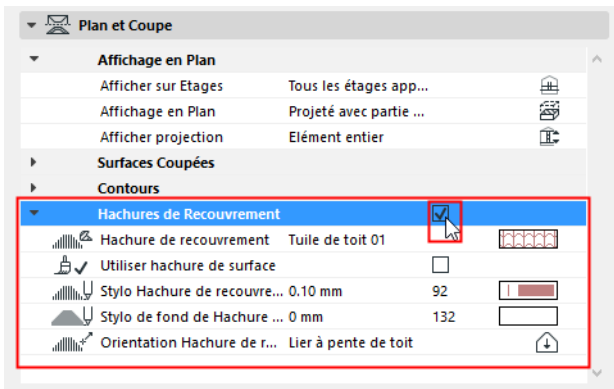 Plan et Coupe
Affichage en Plan
Afficher sur Etages Tous les étages app...
Affichage en Plan Projeté avec partie ...
Afficher projection Elément entier
Surfaces Coupées
Contours
Hachures de Recouvrement
Hachure de recouvrement Tuile de toit 01
Utiliser hachure de surface
Stylo Hachure de recouvre... 0.10 mm 92
Stylo de fond de Hachure ... 0 mm 132
Orientation Hachure de r... Lier à pente de toit